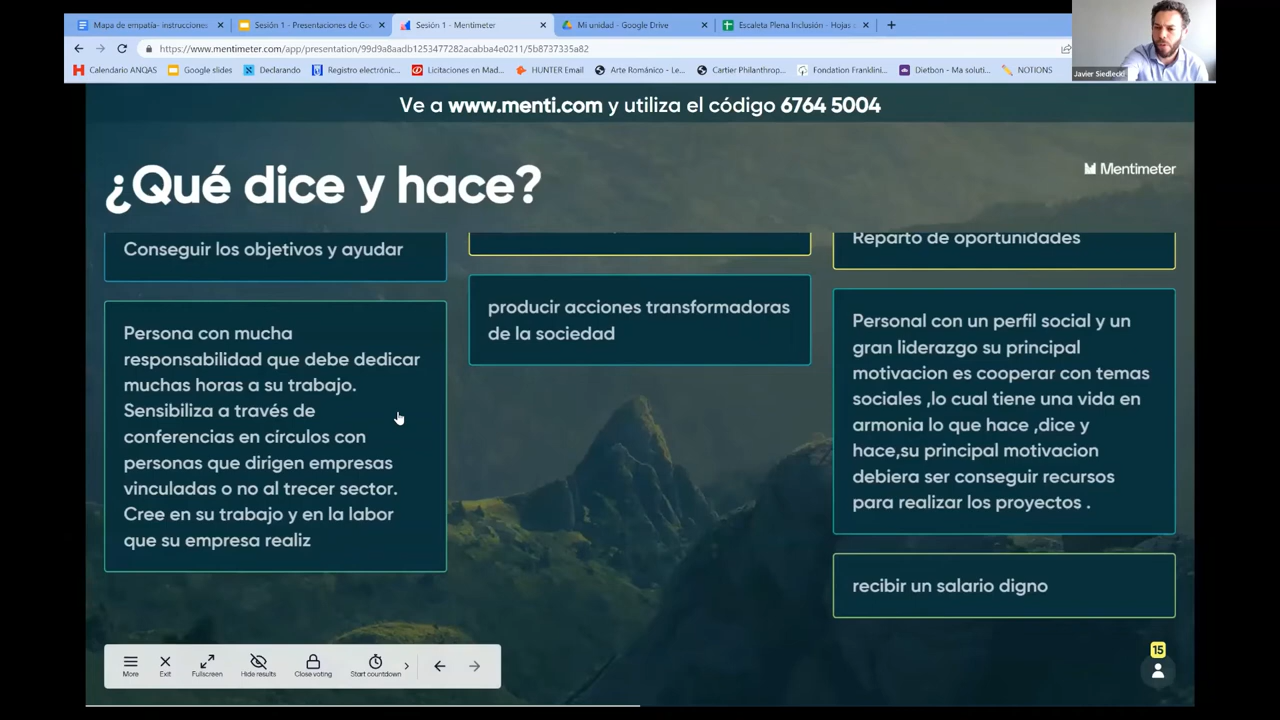 Mapa de empatía- instrucciones
Sesión 1 - Presentaciones de Go
Sesión 1 - Mentimeter
Mi unidad - Google Drive
Escaleta Plena Inclusión - Hojas
https://www.mentimeter.com/app/presentation/99d9a8aadb1253477282acabba4e0211/5b8737335a82
Calendario ANQAS
Google slides
Declarando
Registro electrónic...
Licitaciones en Mad...
HUNTER Email
Arte Románico - Le...
Cartier Philanthrop...
Fondation Franklini...
Dietbon - Ma soluti...
NOTIONS
Javier Siedlecki
Ve a www.menti.com y utiliza el código 6764 5004
¿Qué dice y hace?
Mentimeter
Conseguir los objetivos y ayudar
Persona con mucha
responsabilidad que debe dedicar
muchas horas a su trabajo.
Sensibiliza a través de
conferencias en círculos con
personas que dirigen empresas
vinculadas o no al trecer sector.
Cree en su trabajo y en la labor
que su empresa realiz
producir acciones transformadoras
de la sociedad
Reparto de oportunidades
Personal con un perfil social y un
gran liderazgo su principal
motivacion es cooperar con temas
sociales ,lo cual tiene una vida en
armonia lo que hace ,dice y
hace,su principal motivacion
debiera ser conseguir recursos
para realizar los proyectos .
recibir un salario digno
More
Exit
Fullscreen
Hide results
Close voting
Start countdown
15